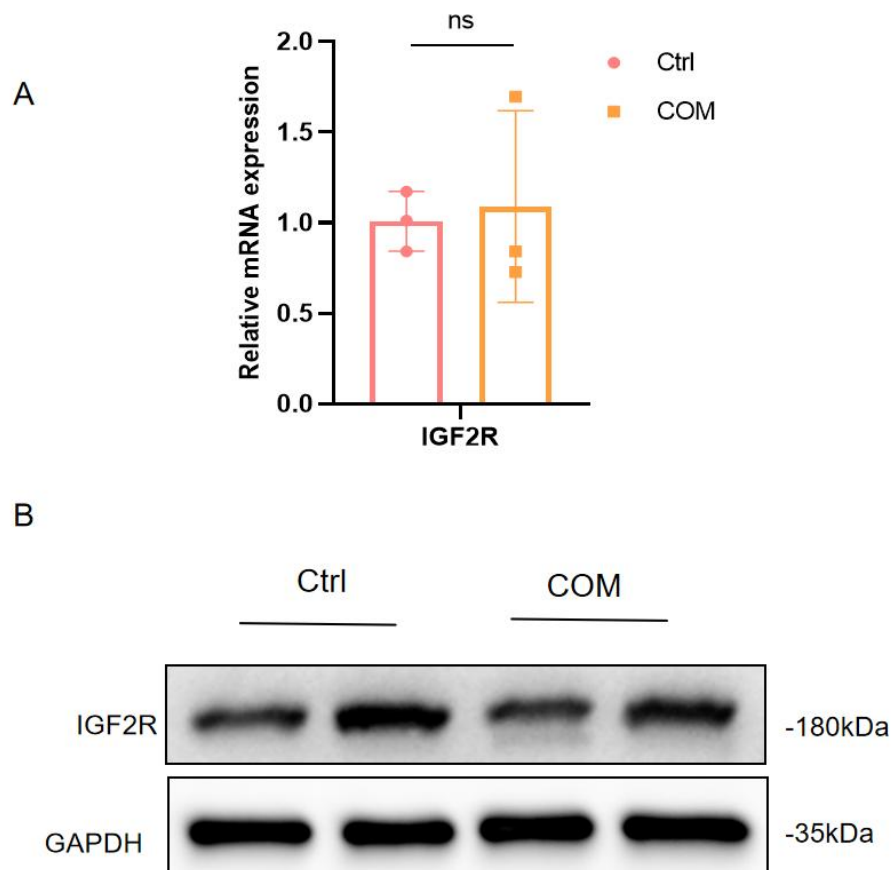 A
ns
Ctrl
COM
Relative mRNA expression
2.0
1.5
1.0
0.5
0.0
IGF2R
B
Ctrl COM
IGF2R -180kDa
GAPDH -35kDa